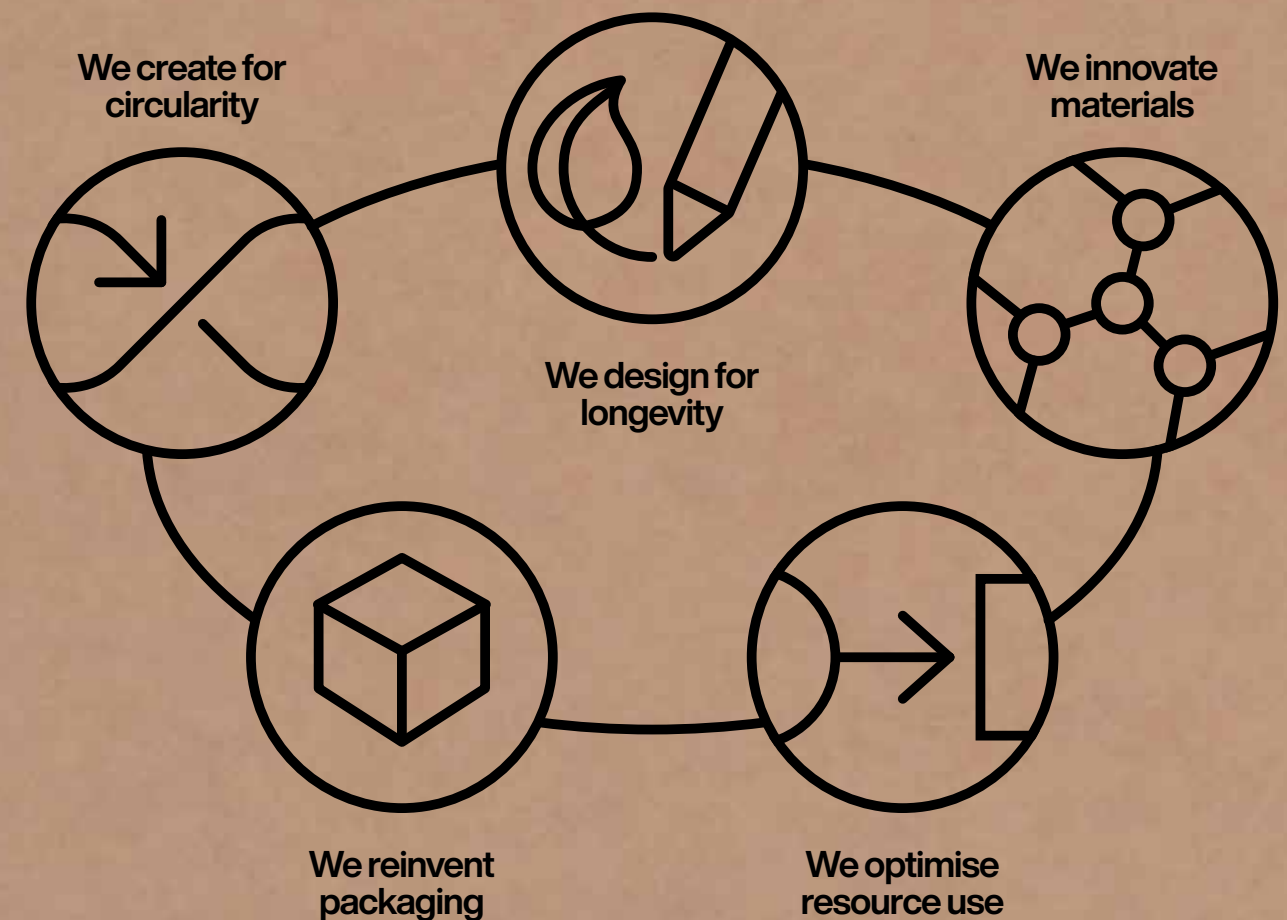 We create for
circularity
We innovate
materials
We design for
longevity
We reinvent
packaging
We optimise
resource use